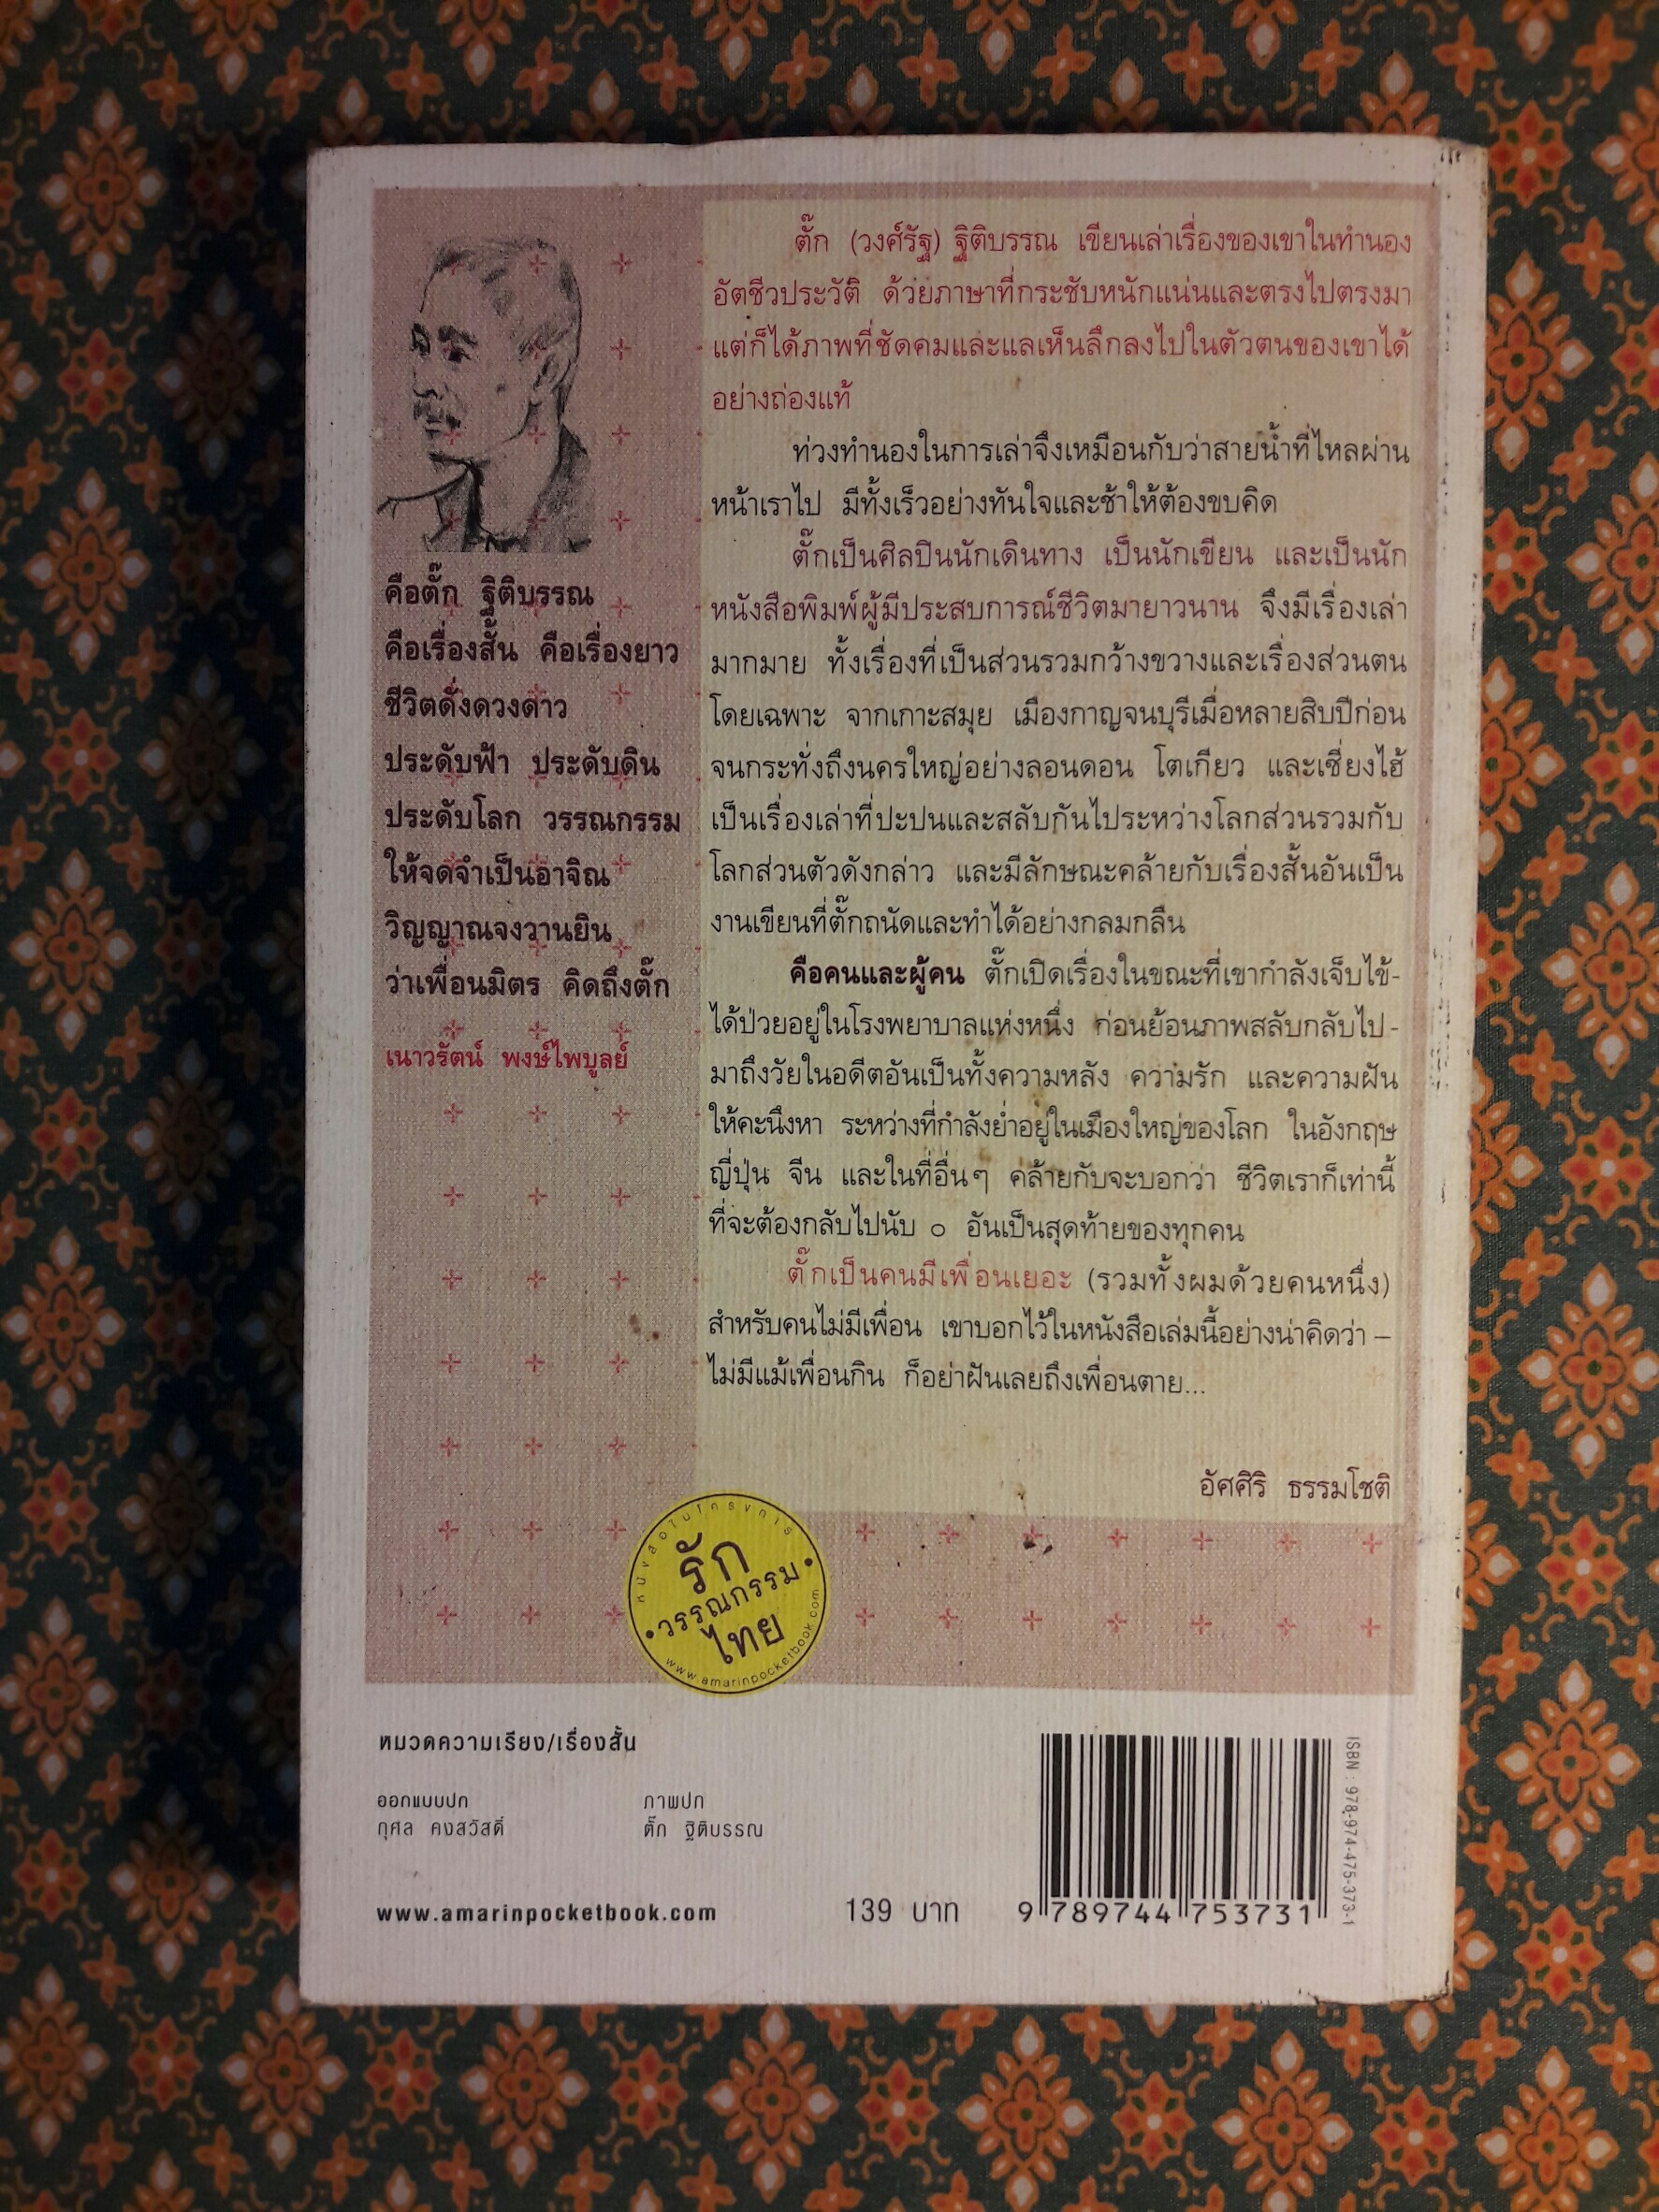 คือตั๊ก ฐิติบรรณ
คือเรื่องสั้น คือเรื่องยาว
ชีวิตดั่งดวงดาว
ประดับฟ้า ประดับดิน
ประดับโลก วรรณกรรม
ให้จดจำเป็นอาจิณ
วิญญาณจงวานยิน
ว่าเพื่อนมิตร คิดถึงตั๊ก
เนาวรัตน์ พงษ์ไพบูลย์
ตั๊ก (วงศ์รัฐ) ฐิติบรรณ เขียนเล่าเรื่องของเขาในทำนอง
อัตชีวประวัติ ด้วยภาษาที่กระชับหนักแน่นและตรงไปตรงมา
แต่ก็ได้ภาพที่ชัดคมและแลเห็นลึกลงไปในตัวตนของเขาได้
อย่างถ่องแท้
ท่วงทำนองในการเล่าจึงเหมือนกับว่าสายน้ำที่ไหลผ่าน
หน้าเราไป มีทั้งเร็วอย่างทันใจและช้าให้ต้องขบคิด
ตั๊กเป็นศิลปินนักเดินทาง เป็นนักเขียน และเป็นนัก
หนังสือพิมพ์ผู้มีประสบการณ์ชีวิตมายาวนาน จึงมีเรื่องเล่า
มากมาย ทั้งเรื่องที่เป็นส่วนรวมกว้างขวางและเรื่องส่วนตน
โดยเฉพาะ จากเกาะสมุย เมืองกาญจนบุรีเมื่อหลายสิบปีก่อน
จนกระทั่งถึงนครใหญ่อย่างลอนดอน โตเกียว และเซี่ยงไฮ้
เป็นเรื่องเล่าที่ปะปนและสลับกันไประหว่างโลกส่วนรวมกับ
โลกส่วนตัวดังกล่าว และมีลักษณะคล้ายกับเรื่องสั้นอันเป็น
งานเขียนที่ตั๊กถนัดและทำได้อย่างกลมกลืน
คือคนและผู้คน ตั๊กเปิดเรื่องในขณะที่เขากำลังเจ็บไข้-
ได้ป่วยอยู่ในโรงพยาบาลแห่งหนึ่ง ก่อนย้อนภาพสลับกลับไป-
มาถึงวัยในอดีตอันเป็นทั้งความหลัง ความรัก และความฝัน
ให้คะนึงหา ระหว่างที่กำลังย่ำอยู่ในเมืองใหญ่ของโลก ในอังกฤษ
ญี่ปุ่น จีน และในที่อื่นๆ คล้ายกับจะบอกว่า ชีวิตเราก็เท่านี้
ที่จะต้องกลับไปนับ ๐ อันเป็นสุดท้ายของทุกคน
ตั๊กเป็นคนมีเพื่อนเยอะ (รวมทั้งผมด้วยคนหนึ่ง)
สำหรับคนไม่มีเพื่อน เขาบอกไว้ในหนังสือเล่มนี้อย่างน่าคิดว่า –
ไม่มีแม้เพื่อนกิน ก็อย่าฝันเลยถึงเพื่อนตาย...
อัศศิริ ธรรมโชติ
หนังสือในโครงการ
รัก
วรรณกรรม
ไทย
www.amarinpocketbook.com
หมวดความเรียง/เรื่องสั้น
ออกแบบปก
กุศล คงสวัสดิ์
ภาพปก
ตั๊ก ฐิติบรรณ
www.amarinpocketbook.com
139 บาท
9 789744 753731
ISBN : 978-974-475-373-1